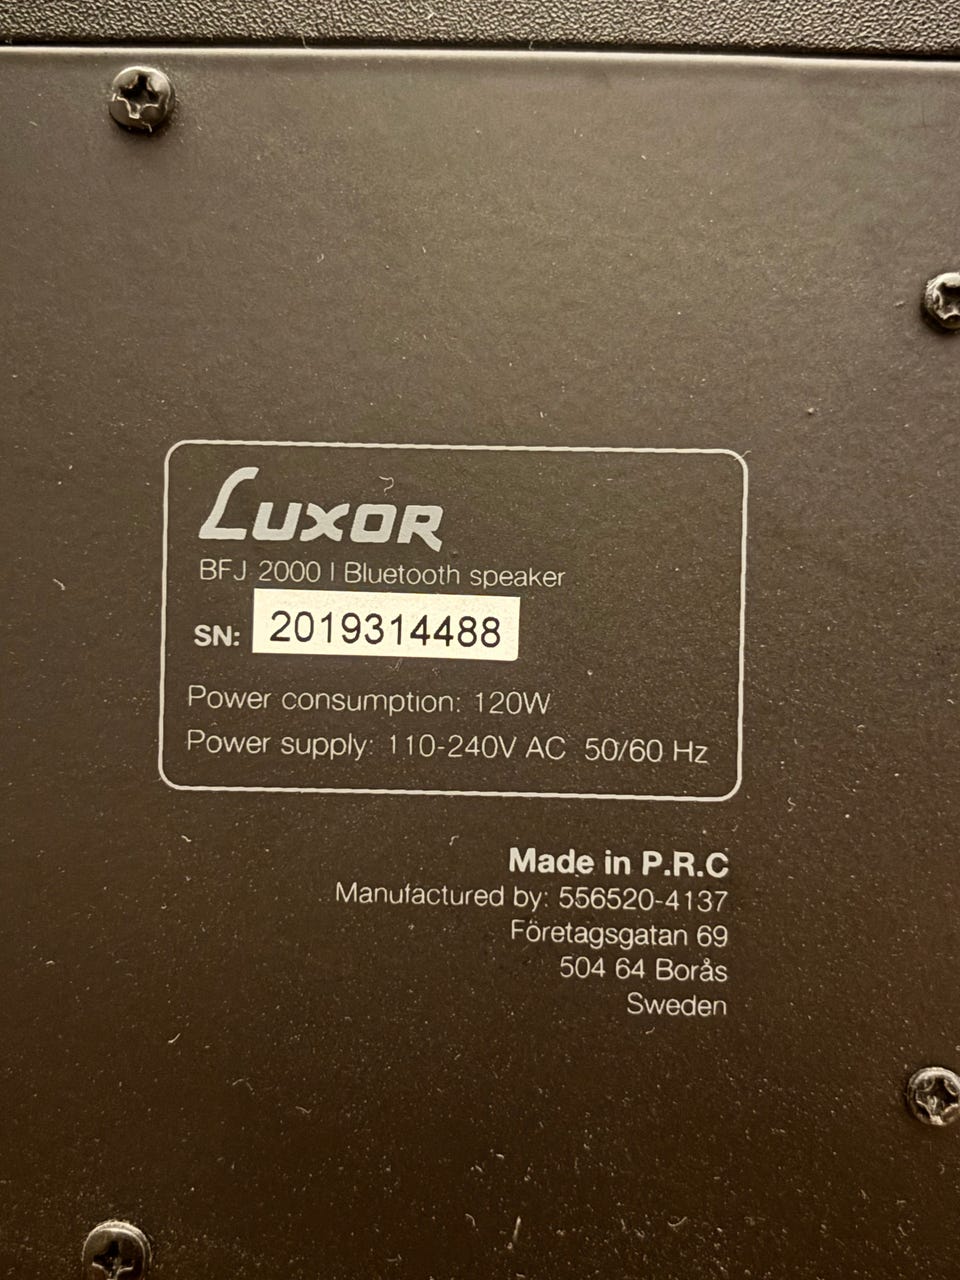 LUXOR
BFJ 2000 | Bluetooth speaker
SN: 2019314488
Power consumption: 120W
Power supply: 110-240V AC 50/60 Hz
Made in P.R.C
Manufactured by: 556520-4137
Företagsgatan 69
504 64 Borås
Sweden